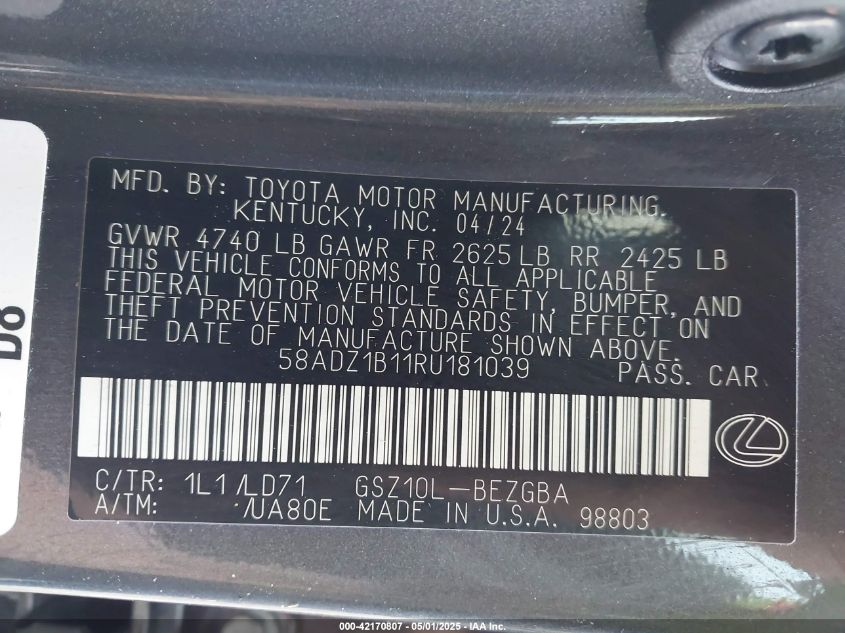 MFD. BY: TOYOTA MOTOR MANUFACTURING.
KENTUCKY, INC. 04/24
GVWR 4740 LB GAWR FR 2625 LB RR 2425 LB
THIS VEHICLE CONFORMS TO ALL APPLICABLE
FEDERAL MOTOR VEHICLE SAFETY, BUMPER, AND
THEFT PREVENTION STANDARDS IN EFFECT ON
THE DATE OF MANUFACTURE SHOWN ABOVE.
58ADZ1B11RU181039 PASS. CAR
C/TR: 1L1/LD71 GSZ10L-BEZGBA
A/TM: /UA80E MADE IN U.S.A. 98803
D8
000-42170807 - 05/01/2025 - IAA Inc.